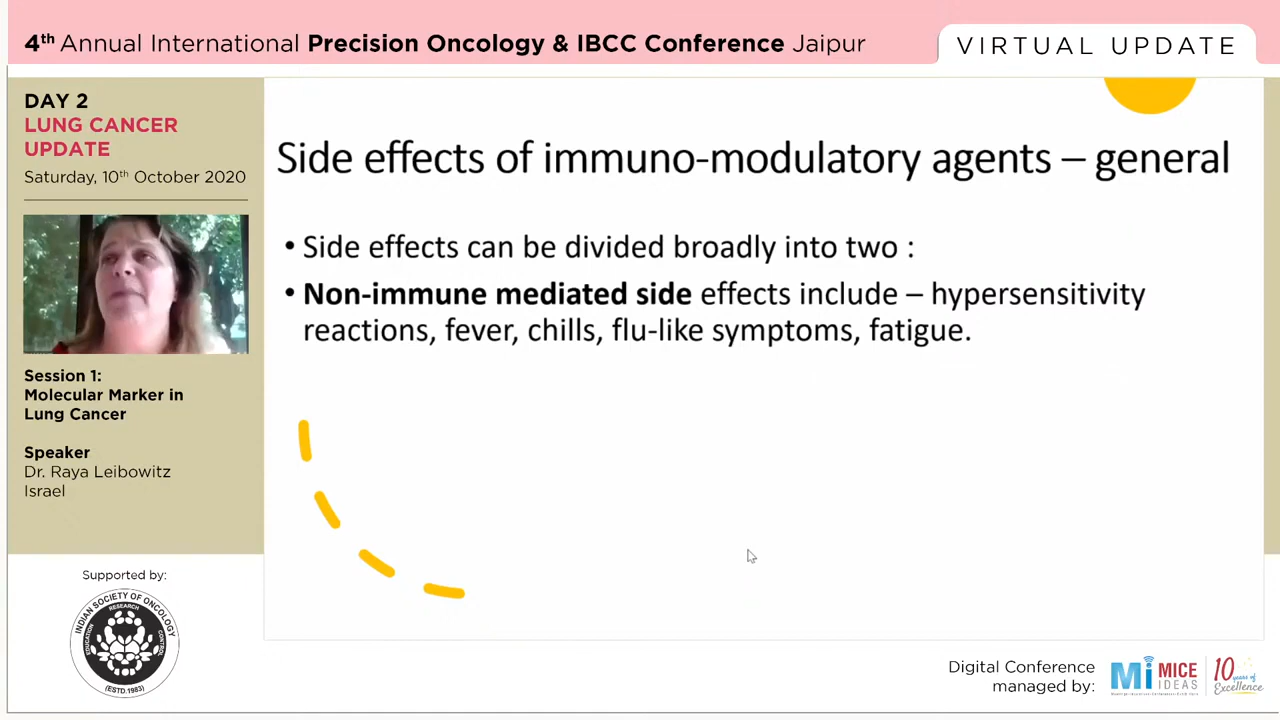 4th Annual International Precision Oncology & IBCC Conference Jaipur
VIRTUAL UPDATE
DAY 2
LUNG CANCER
UPDATE
Saturday, 10th October 2020
Session 1:
Molecular Marker in
Lung Cancer
Speaker
Dr. Raya Leibowitz
Israel
Supported by:
INDIAN SOCIETY OF ONCOLOGY
EDUCATION RESEARCH CONTROL
(ESTD.1983)
Side effects of immuno-modulatory agents – general
• Side effects can be divided broadly into two :
• Non-immune mediated side effects include – hypersensitivity
reactions, fever, chills, flu-like symptoms, fatigue.
Digital Conference
managed by:
Mi MICE
IDEAS
10 years of
Excellence